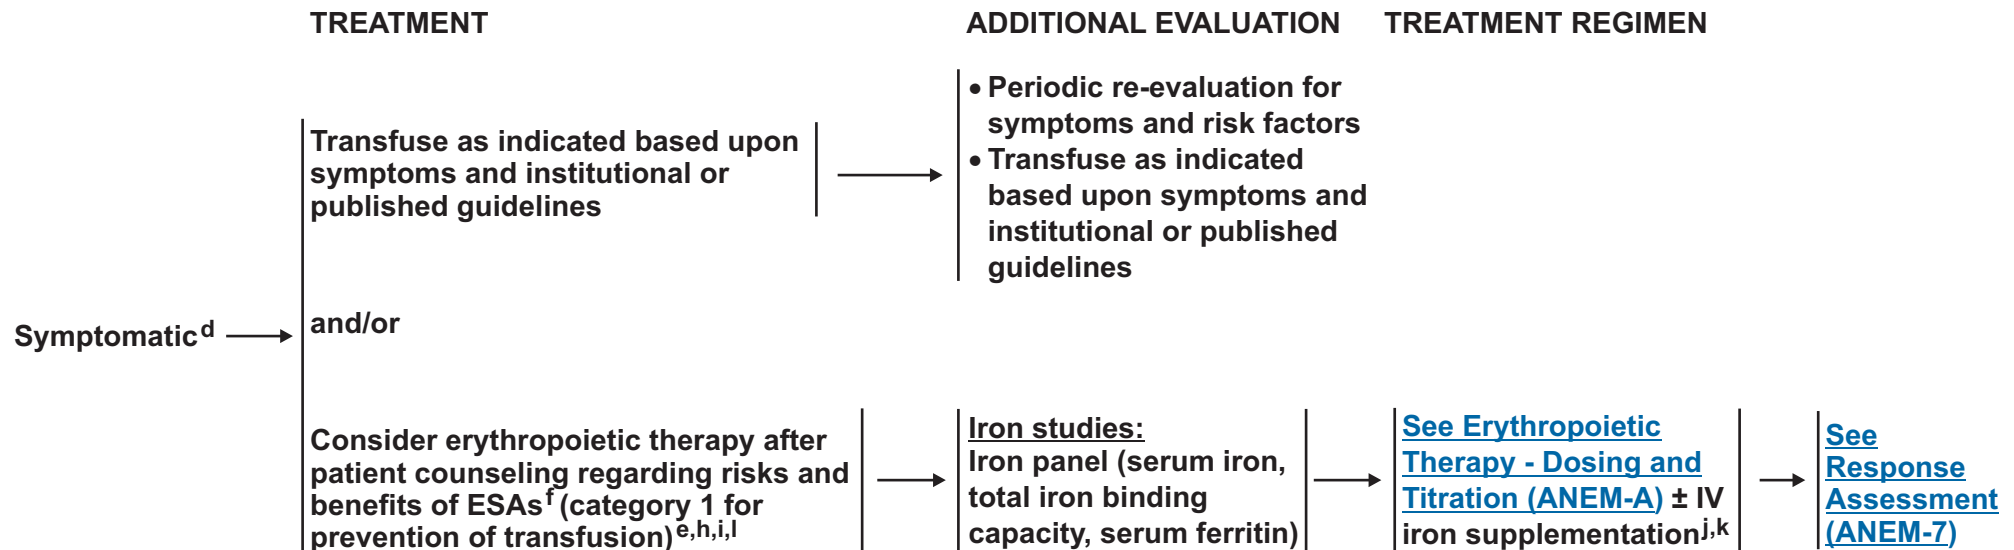 TREATMENT
ADDITIONAL EVALUATION
TREATMENT REGIMEN
Symptomatic d
Transfuse as indicated based upon
symptoms and institutional or
published guidelines
• Periodic re-evaluation for
symptoms and risk factors
• Transfuse as indicated
based upon symptoms and
institutional or published
guidelines
and/or
Consider erythropoietic therapy after
patient counseling regarding risks and
benefits of ESAs f (category 1 for
prevention of transfusion) e,h,i,l
Iron studies:
Iron panel (serum iron,
total iron binding
capacity, serum ferritin)
See Erythropoietic
Therapy - Dosing and
Titration (ANEM-A) ± IV
iron supplementation j,k
See
Response
Assessment
(ANEM-7)